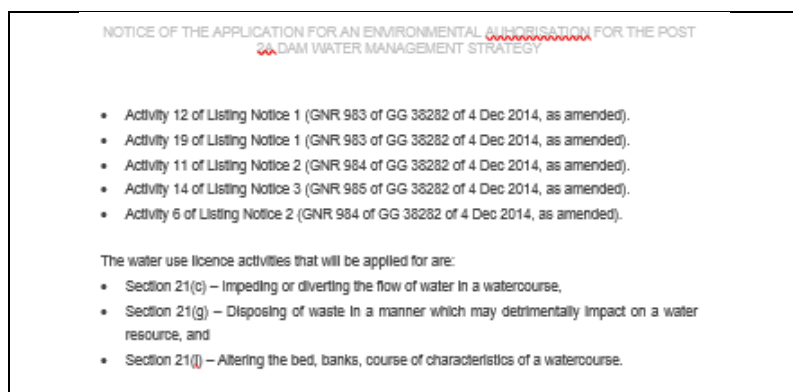 NOTICE OF THE APPLICATION FOR AN ENVIRONMENTAL AUHORISATION FOR THE POST
2A DAM WATER MANAGEMENT STRATEGY
• Activity 12 of Listing Notice 1 (GNR 983 of GG 38282 of 4 Dec 2014, as amended).
• Activity 19 of Listing Notice 1 (GNR 983 of GG 38282 of 4 Dec 2014, as amended).
• Activity 11 of Listing Notice 2 (GNR 984 of GG 38282 of 4 Dec 2014, as amended).
• Activity 14 of Listing Notice 3 (GNR 985 of GG 38282 of 4 Dec 2014, as amended).
• Activity 6 of Listing Notice 2 (GNR 984 of GG 38282 of 4 Dec 2014, as amended).
The water use licence activities that will be applied for are:
• Section 21(c) – Impeding or diverting the flow of water in a watercourse,
• Section 21(g) – Disposing of waste in a manner which may detrimentally impact on a water
resource, and
• Section 21(i) – Altering the bed, banks, course of characteristics of a watercourse.